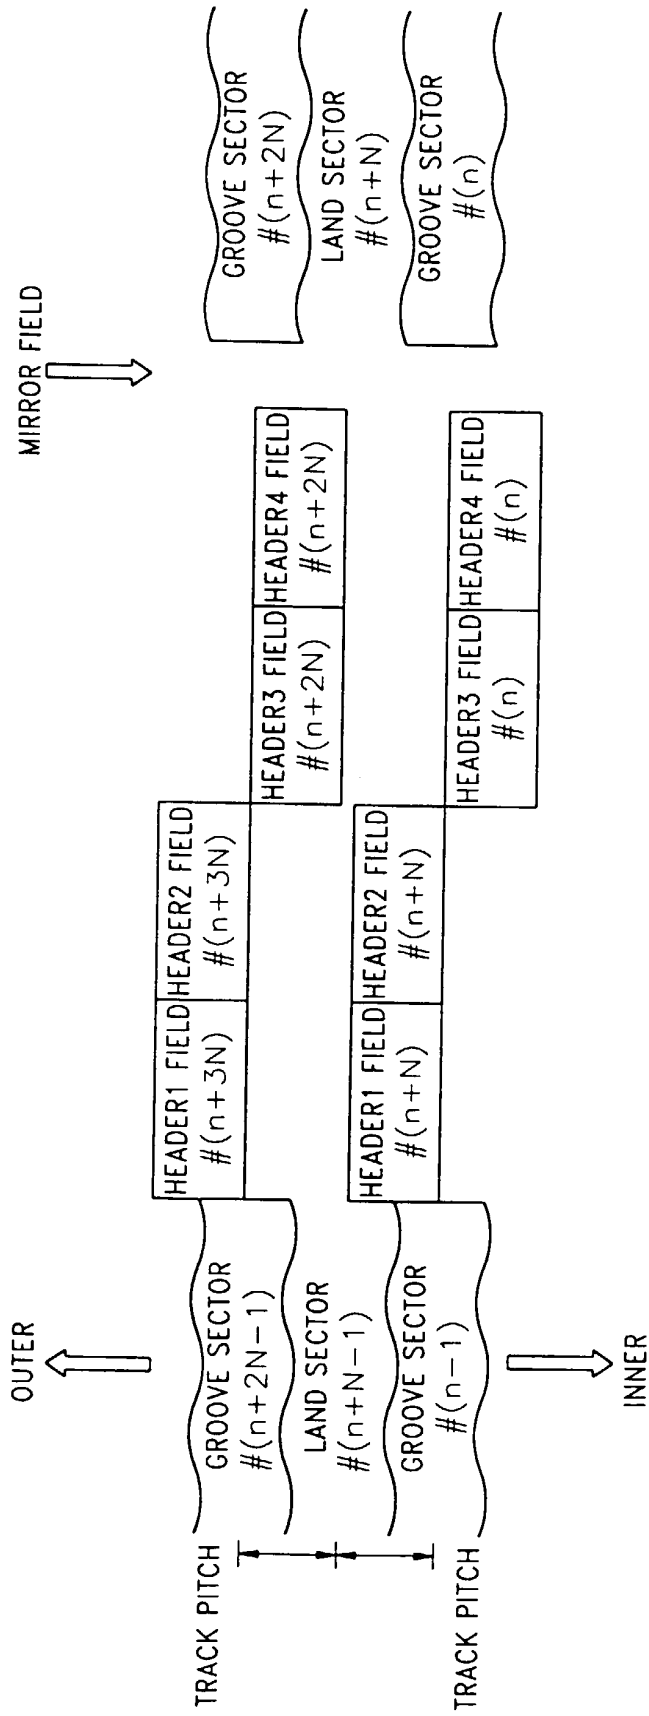 OUTER
MIRROR FIELD
TRACK PITCH
TRACK PITCH
GROOVE SECTOR
#(n+2N-1)
LAND SECTOR
#(n+N-1)
GROOVE SECTOR
#(n-1)
INNER
HEADER1 FIELD
#(n+3N)
HEADER2 FIELD
#(n+3N)
HEADER3 FIELD
#(n+2N)
HEADER4 FIELD
#(n+2N)
HEADER1 FIELD
#(n+N)
HEADER2 FIELD
#(n+N)
HEADER3 FIELD
#(n)
HEADER4 FIELD
#(n)
GROOVE SECTOR
#(n+2N)
LAND SECTOR
#(n+N)
GROOVE SECTOR
#(n)